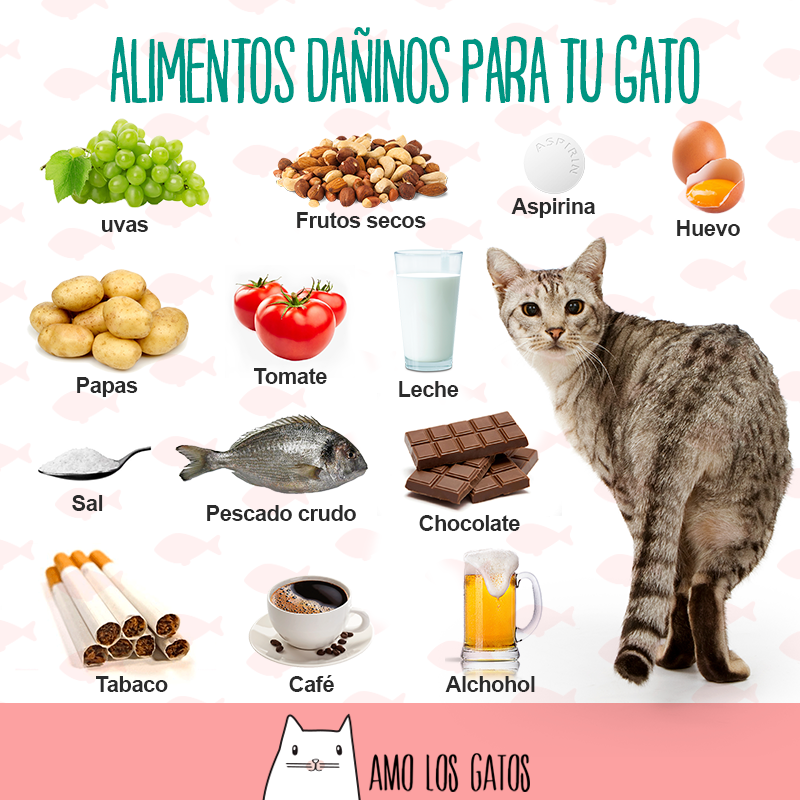 ALIMENTOS DAÑINOS PARA TU GATO
uvas
Frutos secos
ASPIRIN
Aspirina
Huevo
Papas
Tomate
Leche
Sal
Pescado crudo
Chocolate
Tabaco
Café
Alchohol
AMO LOS GATOS